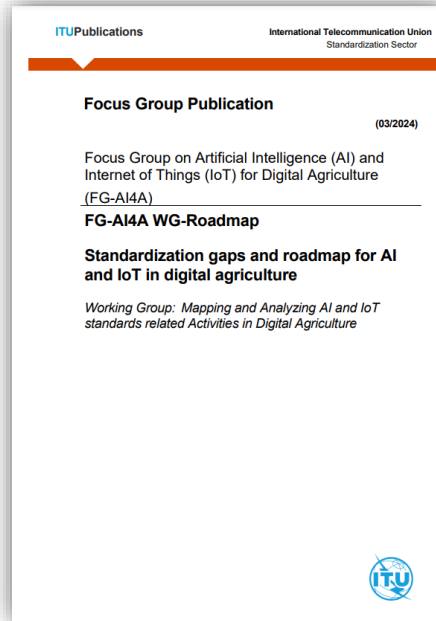 ITUPublications
International Telecommunication Union
Standardization Sector
Focus Group Publication
(03/2024)
Focus Group on Artificial Intelligence (AI) and
Internet of Things (IoT) for Digital Agriculture
(FG-AI4A)
FG-AI4A WG-Roadmap
Standardization gaps and roadmap for AI
and IoT in digital agriculture
Working Group: Mapping and Analyzing AI and IoT
standards related Activities in Digital Agriculture
ITU